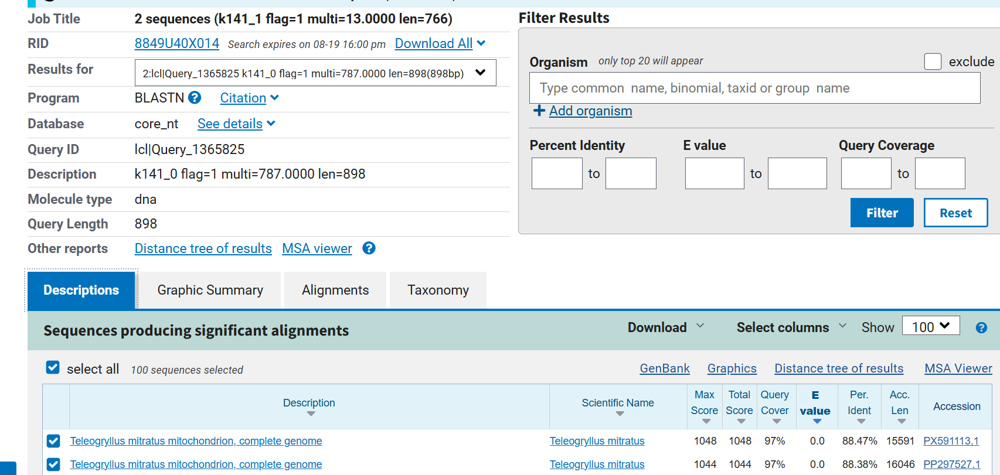 Job Title 2 sequences (k141_1 flag=1 multi=13.0000 len=766)
RID 8849U40X014 Search expires on 08-19 16:00 pm Download All
Results for 2:lcl|Query_1365825 k141_0 flag=1 multi=787.0000 len=898(898bp)
Program BLASTN ? Citation
Database core_nt See details
Query ID lcl|Query_1365825
Description k141_0 flag=1 multi=787.0000 len=898
Molecule type dna
Query Length 898
Other reports Distance tree of results MSA viewer ?
Filter Results
Organism only top 20 will appear exclude
Type common name, binomial, taxid or group name
+ Add organism
Percent Identity E value Query Coverage
to to to
Filter Reset
Descriptions Graphic Summary Alignments Taxonomy
Sequences producing significant alignments Download Select columns Show 100 ?
select all 100 sequences selected GenBank Graphics Distance tree of results MSA Viewer
Description Scientific Name Max Score Total Score Query Cover E value Per. Ident Acc. Len Accession
Teleogryllus mitratus mitochondrion, complete genome Teleogryllus mitratus 1048 1048 97% 0.0 88.47% 15591 PX591113.1
Teleogryllus mitratus mitochondrion, complete genome Teleogryllus mitratus 1044 1044 97% 0.0 88.38% 16046 PP297527.1